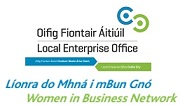 Oifig Fiontair Áitiúil
Local Enterprise Office
Líonra do Mhná i mBun Gnó
Women in Business Network